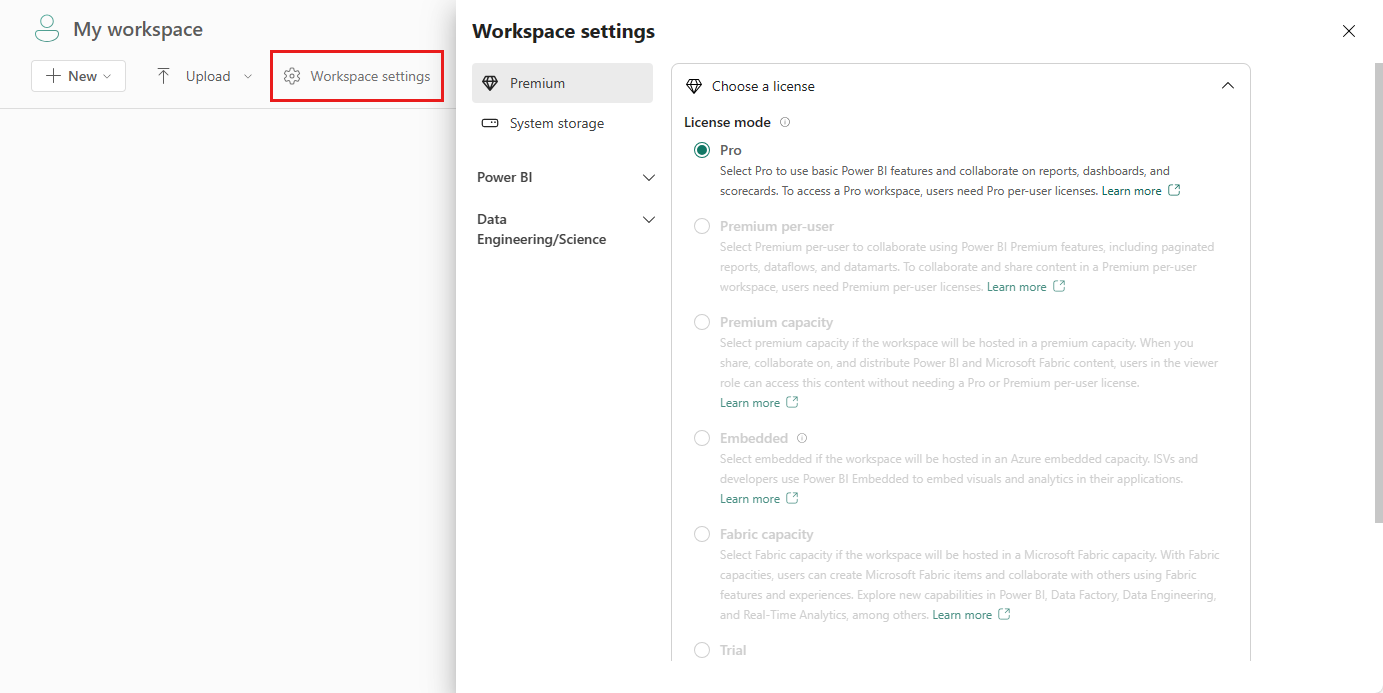 My workspace
New
Upload
Workspace settings
Workspace settings
Premium
System storage
Power BI
Data
Engineering/Science
Choose a license
License mode
Pro
Select Pro to use basic Power BI features and collaborate on reports, dashboards, and
scorecards. To access a Pro workspace, users need Pro per-user licenses. Learn more
Premium per-user
Select Premium per-user to collaborate using Power BI Premium features, including paginated
reports, dataflows, and datamarts. To collaborate and share content in a Premium per-user
workspace, users need Premium per-user licenses. Learn more
Premium capacity
Select premium capacity if the workspace will be hosted in a premium capacity. When you
share, collaborate on, and distribute Power BI and Microsoft Fabric content, users in the viewer
role can access this content without needing a Pro or Premium per-user license.
Learn more
Embedded
Select embedded if the workspace will be hosted in an Azure embedded capacity. ISVs and
developers use Power BI Embedded to embed visuals and analytics in their applications.
Learn more
Fabric capacity
Select Fabric capacity if the workspace will be hosted in a Microsoft Fabric capacity. With Fabric
capacities, users can create Microsoft Fabric items and collaborate with others using Fabric
features and experiences. Explore new capabilities in Power BI, Data Factory, Data Engineering,
and Real-Time Analytics, among others. Learn more
Trial